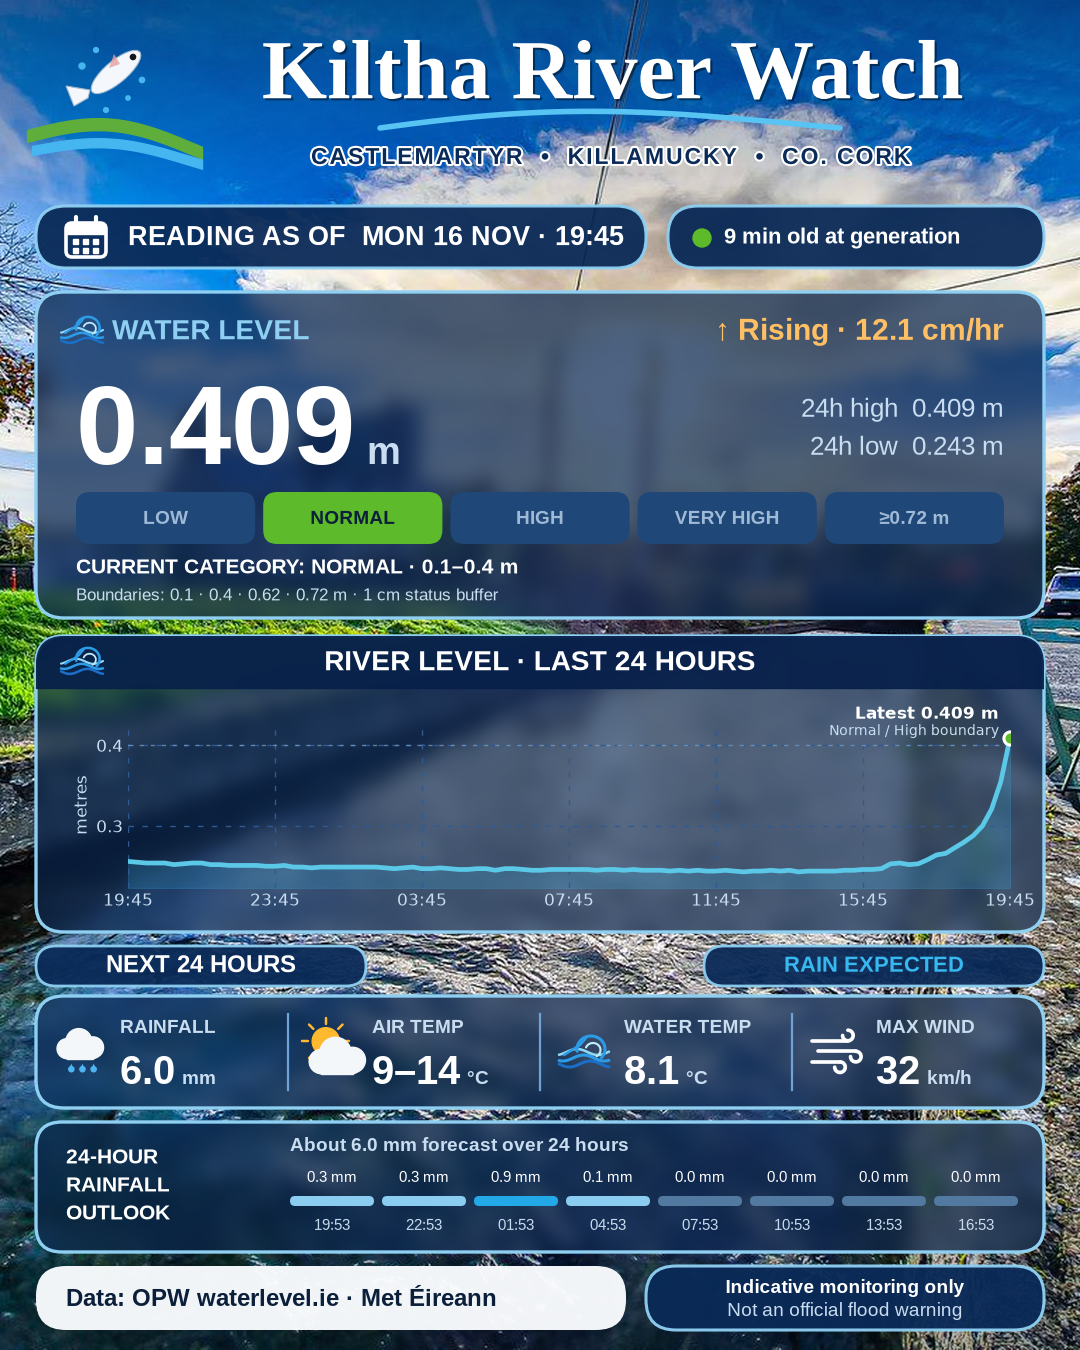 Kiltha River Watch
CASTLEMARTYR • KILLAMUCKY • CO. CORK
READING AS OF MON 16 NOV · 19:45
9 min old at generation
WATER LEVEL
↑ Rising · 12.1 cm/hr
0.409 m
24h high 0.409 m
24h low 0.243 m
LOW
NORMAL
HIGH
VERY HIGH
≥0.72 m
CURRENT CATEGORY: NORMAL · 0.1–0.4 m
Boundaries: 0.1 · 0.4 · 0.62 · 0.72 m · 1 cm status buffer
RIVER LEVEL · LAST 24 HOURS
Latest 0.409 m
Normal / High boundary
0.4
metres
0.3
19:45 23:45 03:45 07:45 11:45 15:45 19:45
NEXT 24 HOURS
RAIN EXPECTED
RAINFALL
6.0 mm
AIR TEMP
9–14 °C
WATER TEMP
8.1 °C
MAX WIND
32 km/h
24-HOUR
RAINFALL
OUTLOOK
About 6.0 mm forecast over 24 hours
0.3 mm 0.3 mm 0.9 mm 0.1 mm 0.0 mm 0.0 mm 0.0 mm 0.0 mm
19:53 22:53 01:53 04:53 07:53 10:53 13:53 16:53
Data: OPW waterlevel.ie · Met Éireann
Indicative monitoring only
Not an official flood warning